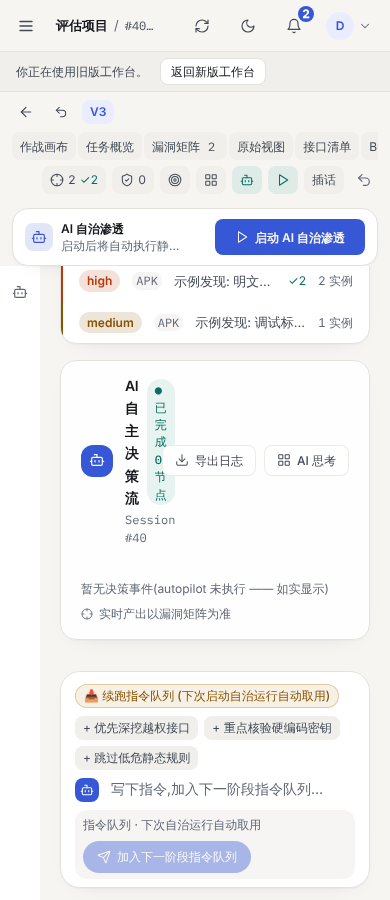 评估项目 / #40…
2
D
你正在使用旧版工作台。 返回新版工作台
V3
作战画布 任务概览 漏洞矩阵 2 原始视图 接口清单 B
2 ✓2 0 插话
AI 自治渗透
启动后将自动执行静…
启动 AI 自治渗透
high APK 示例发现: 明文… ✓2 2 实例
medium APK 示例发现: 调试标… 1 实例
AI
自
主
决
策
流
Session
#40
已
完
成
0
节
点
导出日志 AI 思考
暂无决策事件(autopilot 未执行 —— 如实显示)
实时产出以漏洞矩阵为准
📥 续跑指令队列 (下次启动自治运行自动取用)
+ 优先深挖越权接口 + 重点核验硬编码密钥
+ 跳过低危静态规则
写下指令,加入下一阶段指令队列…
指令队列 · 下次自治运行自动取用
加入下一阶段指令队列